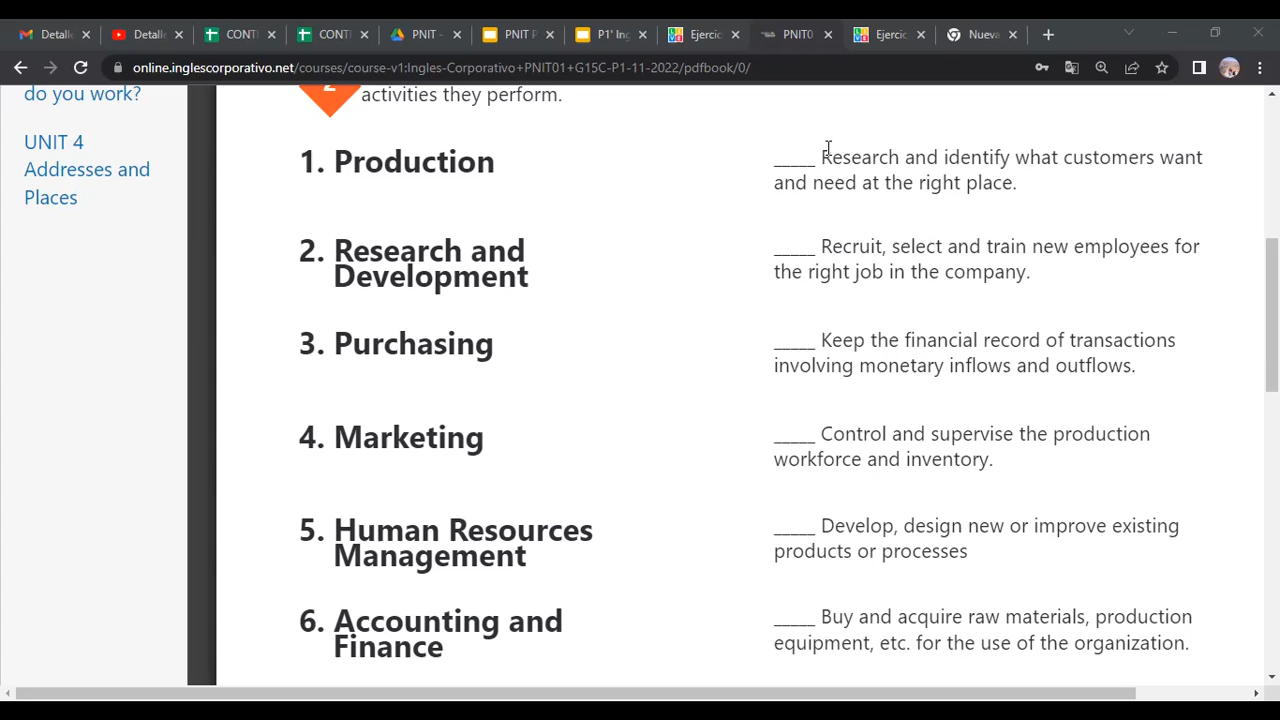 Detalle
Detalle
CONTI
CONTI
PNIT -
PNIT P
P1' Ing
Ejercic
PNIT0
Ejercic
Nueva
online.inglescorporativo.net/courses/course-v1:Ingles-Corporativo+PNIT01+G15C-P1-11-2022/pdfbook/0/
do you work?
UNIT 4
Addresses and
Places
2
activities they perform.
1. Production
_____ Research and identify what customers want
and need at the right place.
2. Research and
Development
_____ Recruit, select and train new employees for
the right job in the company.
3. Purchasing
_____ Keep the financial record of transactions
involving monetary inflows and outflows.
4. Marketing
_____ Control and supervise the production
workforce and inventory.
5. Human Resources
Management
_____ Develop, design new or improve existing
products or processes
6. Accounting and
Finance
_____ Buy and acquire raw materials, production
equipment, etc. for the use of the organization.